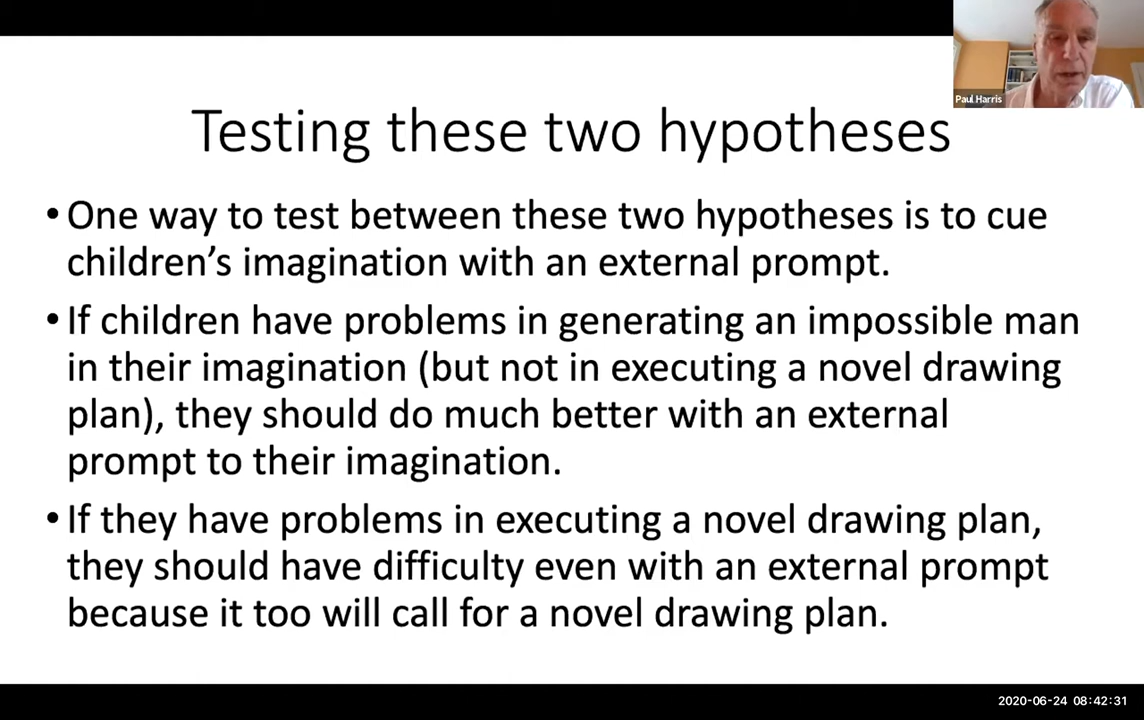 Paul Harris
Testing these two hypotheses
• One way to test between these two hypotheses is to cue
children’s imagination with an external prompt.
• If children have problems in generating an impossible man
in their imagination (but not in executing a novel drawing
plan), they should do much better with an external
prompt to their imagination.
• If they have problems in executing a novel drawing plan,
they should have difficulty even with an external prompt
because it too will call for a novel drawing plan.
2020-06-24 08:42:31